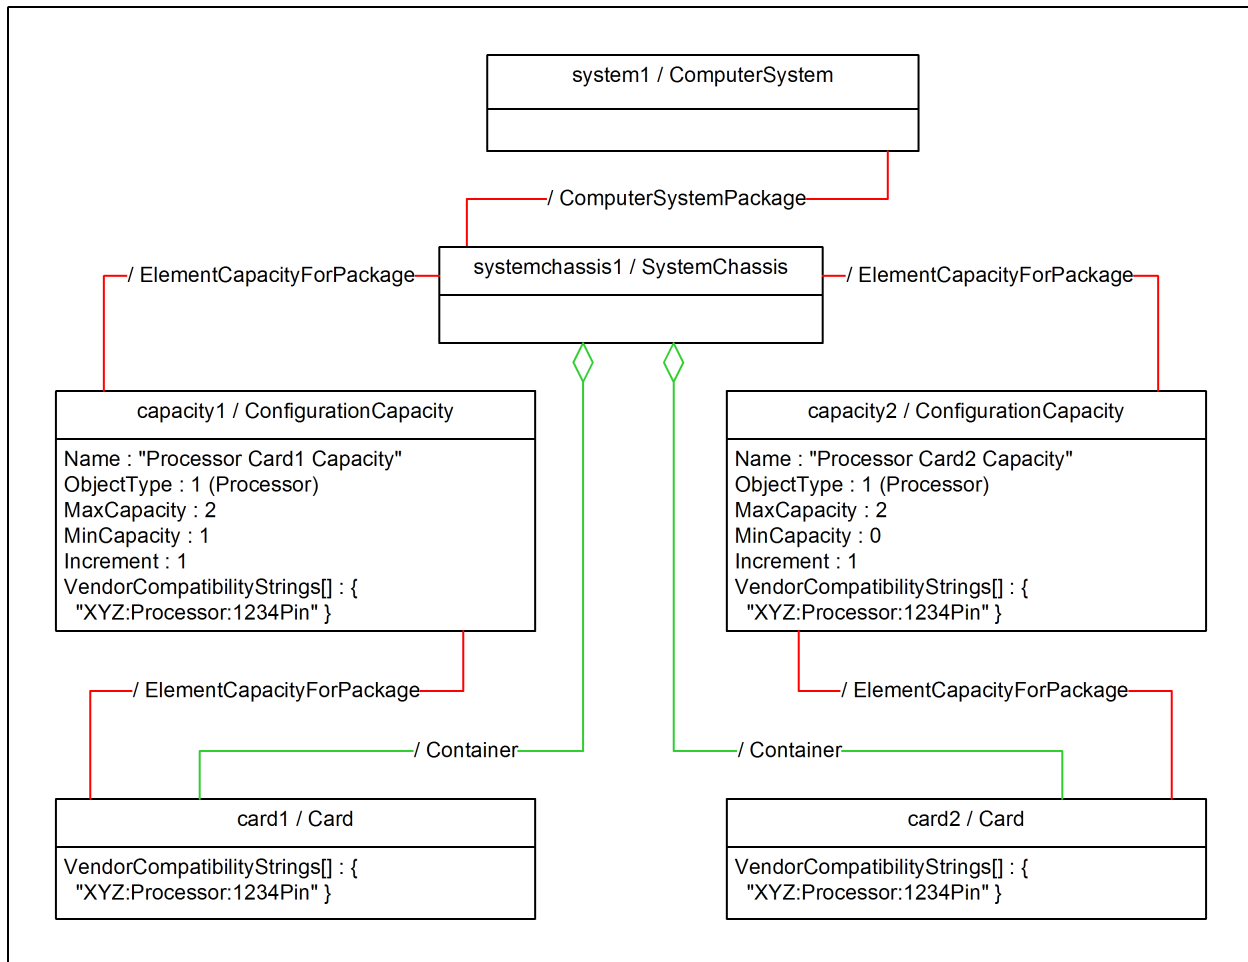 system1 / ComputerSystem
/ ComputerSystemPackage
systemchassis1 / SystemChassis
/ ElementCapacityForPackage
/ ElementCapacityForPackage
capacity1 / ConfigurationCapacity
Name : "Processor Card1 Capacity"
ObjectType : 1 (Processor)
MaxCapacity : 2
MinCapacity : 1
Increment : 1
VendorCompatibilityStrings[] : {
"XYZ:Processor:1234Pin" }
capacity2 / ConfigurationCapacity
Name : "Processor Card2 Capacity"
ObjectType : 1 (Processor)
MaxCapacity : 2
MinCapacity : 0
Increment : 1
VendorCompatibilityStrings[] : {
"XYZ:Processor:1234Pin" }
/ ElementCapacityForPackage
/ ElementCapacityForPackage
/ Container
/ Container
card1 / Card
VendorCompatibilityStrings[] : {
"XYZ:Processor:1234Pin" }
card2 / Card
VendorCompatibilityStrings[] : {
"XYZ:Processor:1234Pin" }